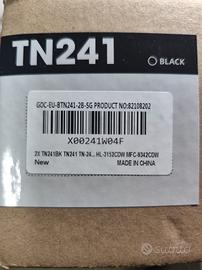 TN241
BLACK
GOC-EU-BTN241-2B-SG PRODUCT NO:82108202
X00241W04F
2X TN241BK TN241 TN-24... HL-3152CDW MFC-9342CDW
New
MADE IN CHINA
subito